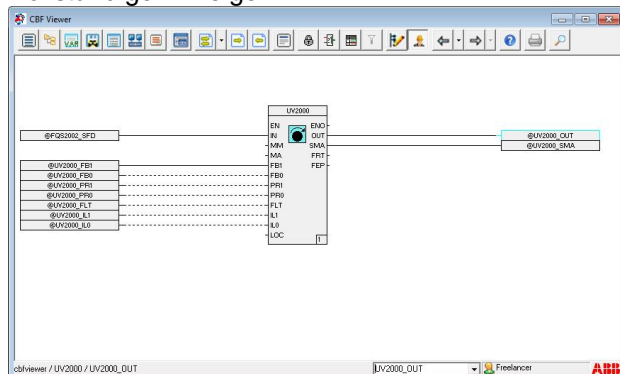 CBF Viewer
VAR
UV2000
EN ENO
@FQS2002_SFD IN OUT @UV2000_OUT
MM SMA @UV2000_SMA
MA FRT
@UV2000_FB1 FB1 FEP
@UV2000_FB0 FB0
@UV2000_PR1 PR1
@UV2000_PR0 PR0
@UV2000_FLT FLT
@UV2000_IL1 IL1
@UV2000_IL0 IL0
LOC 1
cbfviewer / UV2000 / UV2000_OUT UV2000_OUT Freelancer ABB